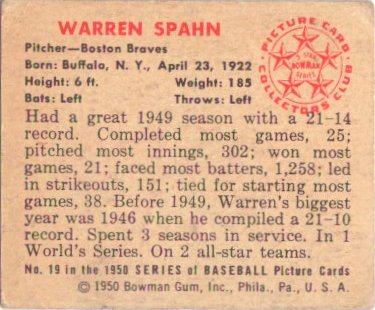 WARREN SPAHN
Pitcher—Boston Braves
Born: Buffalo, N. Y., April 23, 1922
Height: 6 ft. Weight: 185
Bats: Left Throws: Left
PICTURE CARD
5 STAR
BOWMAN
SERIES
COLLECTORS CLUB
Had a great 1949 season with a 21-14
record. Completed most games, 25;
pitched most innings, 302; won most
games, 21; faced most batters, 1,258; led
in strikeouts, 151; tied for starting most
games, 38. Before 1949, Warren's biggest
year was 1946 when he compiled a 21-10
record. Spent 3 seasons in service. In 1
World's Series. On 2 all-star teams.
No. 19 in the 1950 SERIES of BASEBALL Picture Cards
©1950 Bowman Gum, Inc., Phila., Pa., U. S. A.